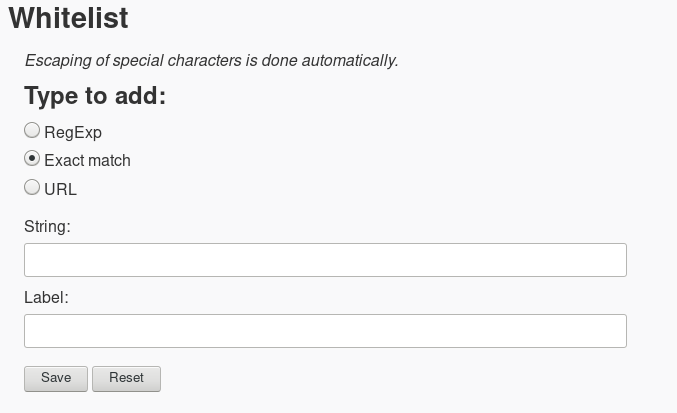 Whitelist
Escaping of special characters is done automatically.
Type to add:
RegExp
Exact match
URL
String:
Label:
Save Reset